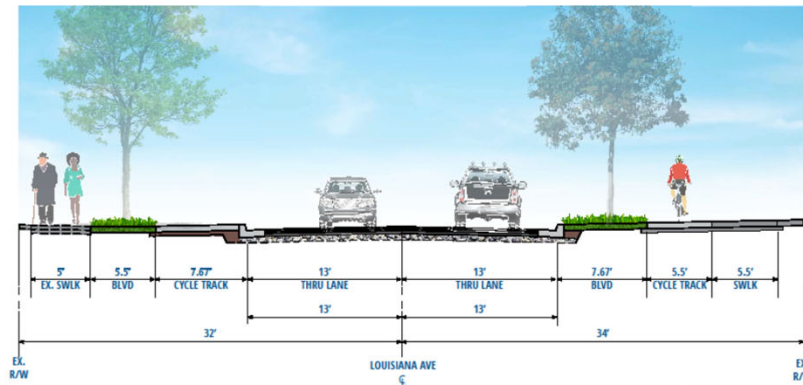 5' 5.5' 7.67' 13' 13' 7.67' 5.5' 5.5'
EX. SWLK BLVD CYCLE TRACK THRU LANE THRU LANE BLVD CYCLE TRACK SWLK
13' 13'
32' 34'
EX.
R/W
LOUISIANA AVE
℄